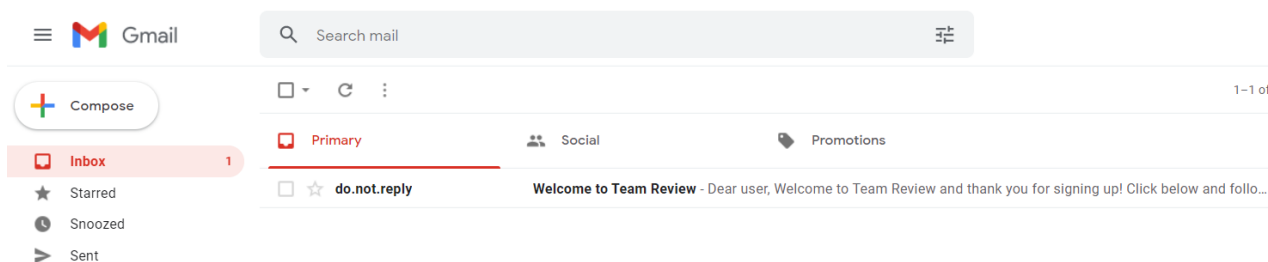 Gmail
Search mail
Compose
1–1 of
Primary
Social
Promotions
Inbox 1
do.not.reply Welcome to Team Review - Dear user, Welcome to Team Review and thank you for signing up! Click below and follo...
Starred
Snoozed
Sent